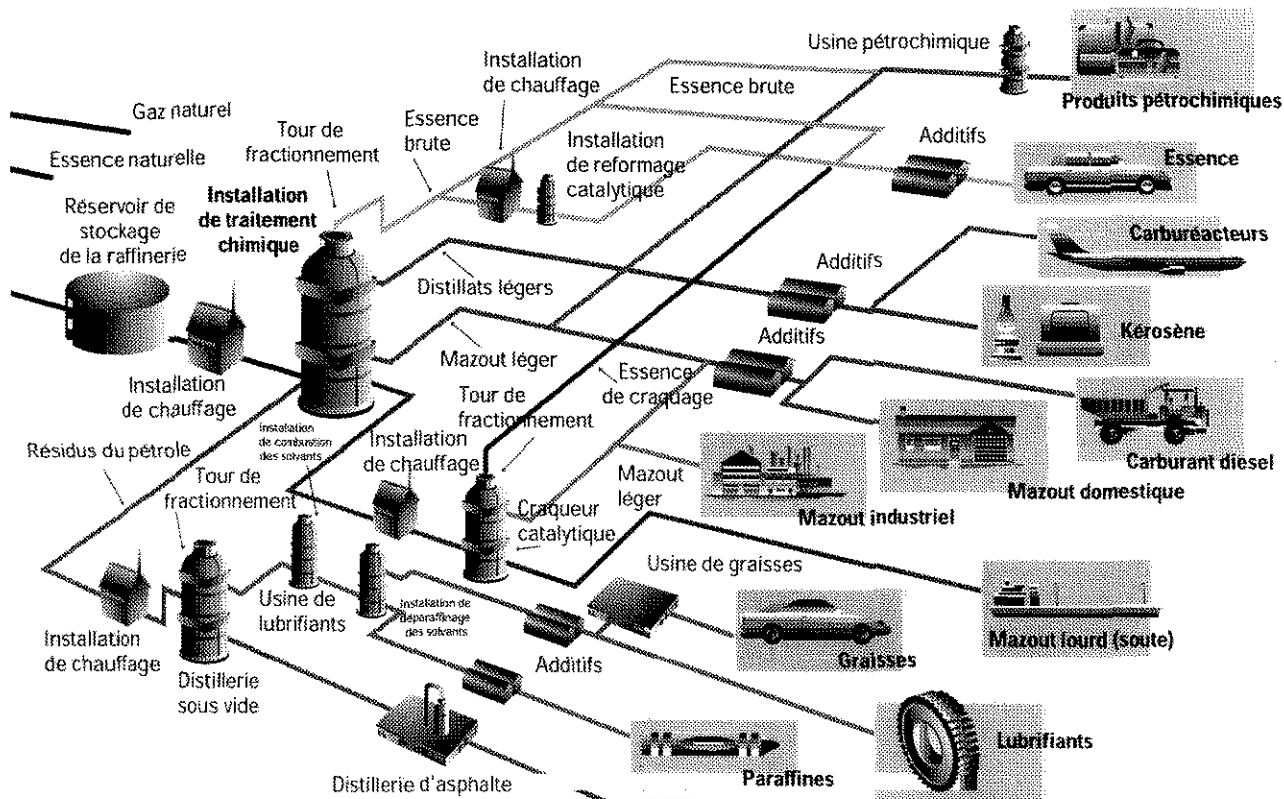 Usine pétrochimique
Produits pétrochimiques
Installation
de chauffage
Essence brute
Gaz naturel
Tour de
fractionnement
Essence
brute
Installation
de reformage
catalytique
Additifs
Essence
Essence naturelle
Réservoir de
stockage
de la raffinerie
Installation
de traitement
chimique
Carburéacteurs
Distillats légers
Additifs
Kérosène
Mazout léger
Additifs
Installation
de chauffage
Essence
de craquage
Tour de
fractionnement
Carburant diesel
Mazout domestique
Installation
de combustion
des solvants
Installation
de chauffage
Résidus du pétrole
Tour de
fractionnement
Mazout
léger
Mazout industriel
Craqueur
catalytique
Usine de graisses
Mazout lourd (soute)
Usine de
lubrifiants
Installation de
déparaffinage
des solvants
Graisses
Additifs
Installation
de chauffage
Distillerie
sous vide
Lubrifiants
Paraffines
Distillerie d'asphalte